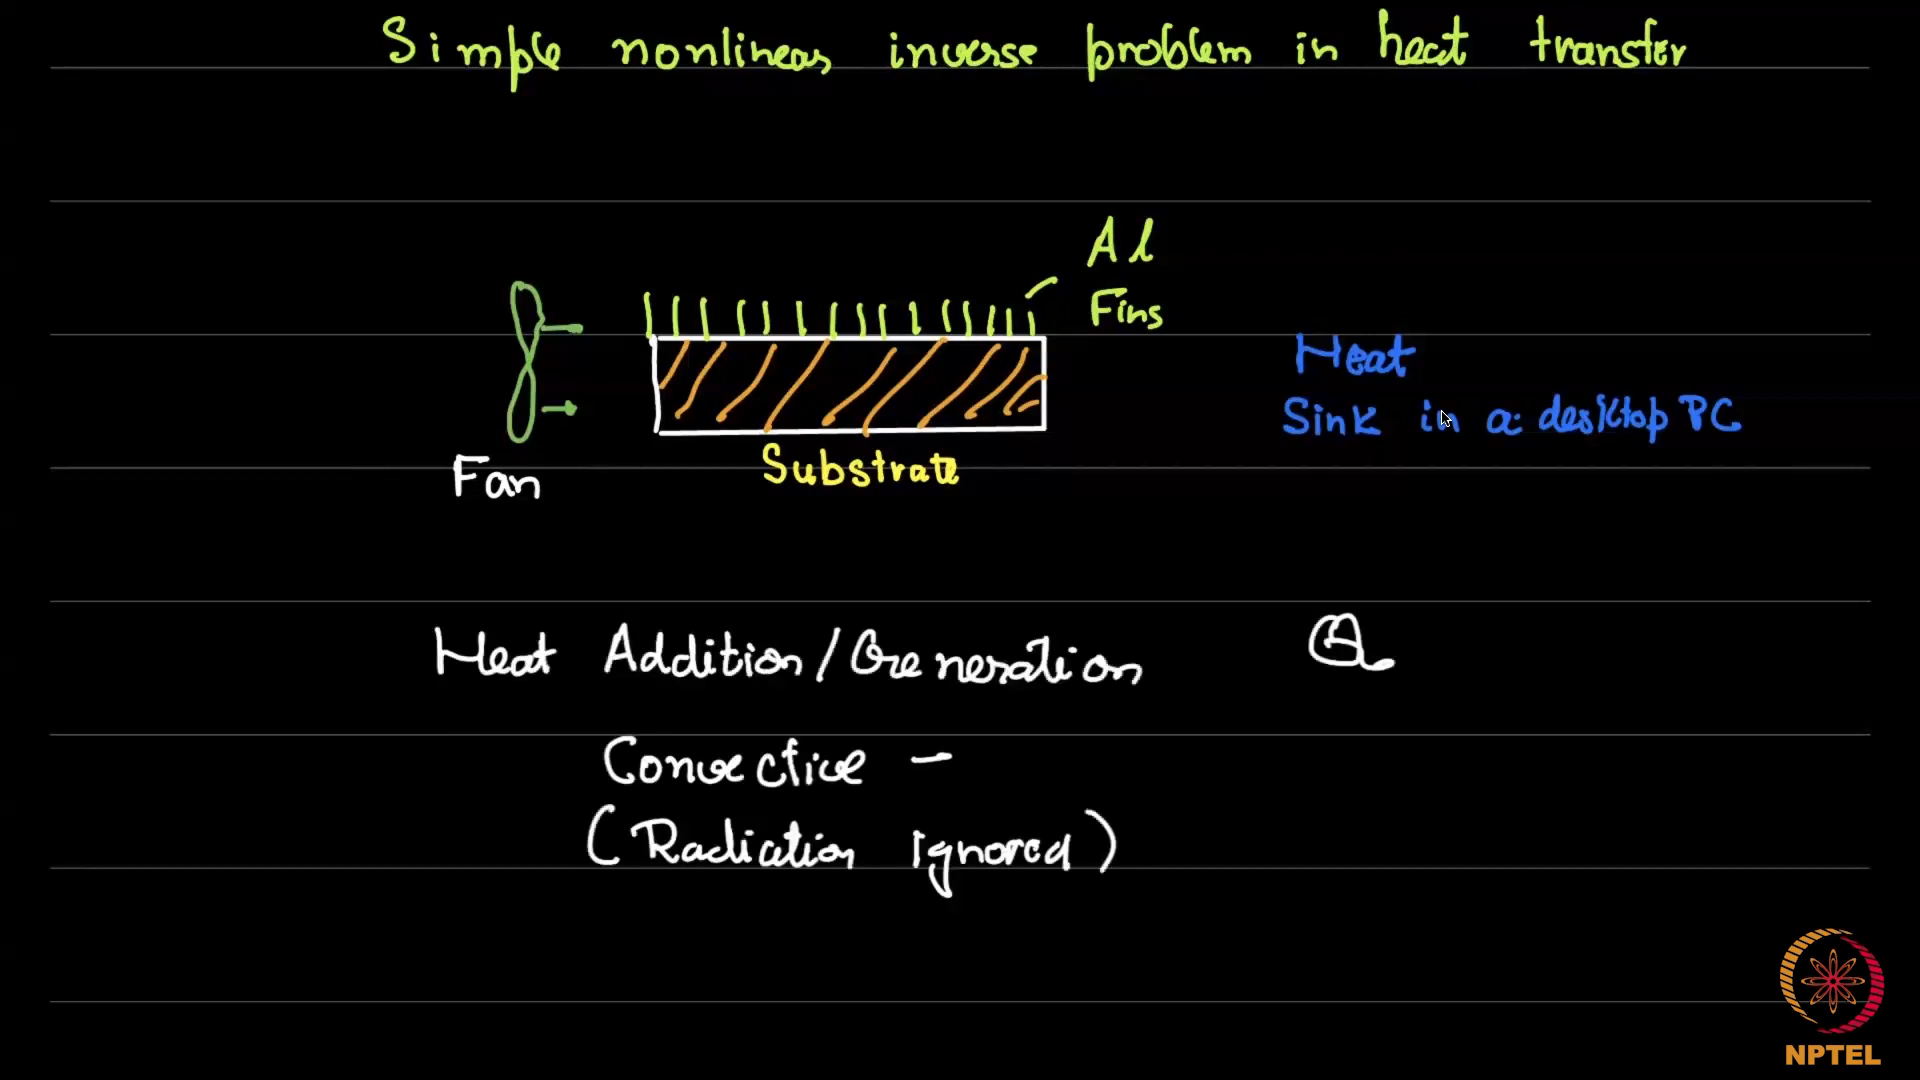 Simple nonlinear inverse problem in heat transfer
Al
Fins
Heat
Sink in a desktop PC
Substrate
Fan
Heat Addition/Generation Q
Convective -
(Radiation ignored)
NPTEL